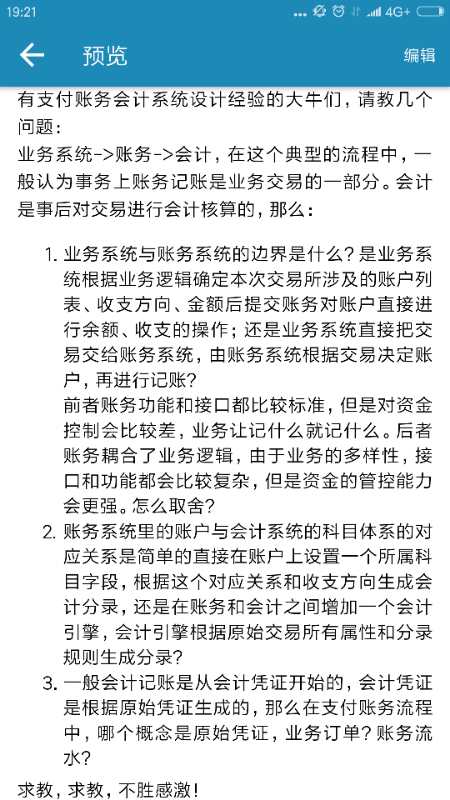 19:21
... 4G+
预览
编辑
有支付账务会计系统设计经验的大牛们，请教几个
问题：
业务系统->账务->会计，在这个典型的流程中，一
般认为事务上账务记账是业务交易的一部分。会计
是事后对交易进行会计核算的，那么：
1. 业务系统与账务系统的边界是什么？是业务系
统根据业务逻辑确定本次交易所涉及的账户列
表、收支方向、金额后提交账务对账户直接进
行余额、收支的操作；还是业务系统直接把交
易交给账务系统，由账务系统根据交易决定账
户，再进行记账？
前者账务功能和接口都比较标准，但是对资金
控制会比较差，业务让记什么就记什么。后者
账务耦合了业务逻辑，由于业务的多样性，接
口和功能都会比较复杂，但是资金的管控能力
会更强。怎么取舍？
2. 账务系统里的账户与会计系统的科目体系的对
应关系是简单的直接在账户上设置一个所属科
目字段，根据这个对应关系和收支方向生成会
计分录，还是在账务和会计之间增加一个会计
引擎，会计引擎根据原始交易所有属性和分录
规则生成分录？
3. 一般会计记账是从会计凭证开始的，会计凭证
是根据原始凭证生成的，那么在支付账务流程
中，哪个概念是原始凭证，业务订单？账务流
水？
求教，求教，不胜感激！